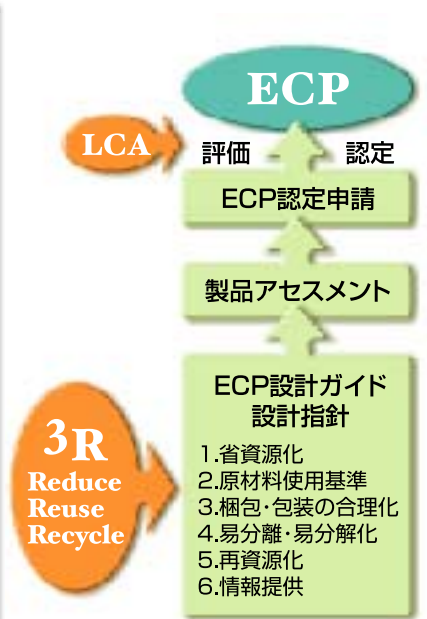 ECP
LCA
評価 認定
ECP認定申請
製品アセスメント
ECP設計ガイド
設計指針
1.省資源化
2.原材料使用基準
3.梱包・包装の合理化
4.易分離・易分解化
5.再資源化
6.情報提供
3R
Reduce
Reuse
Recycle